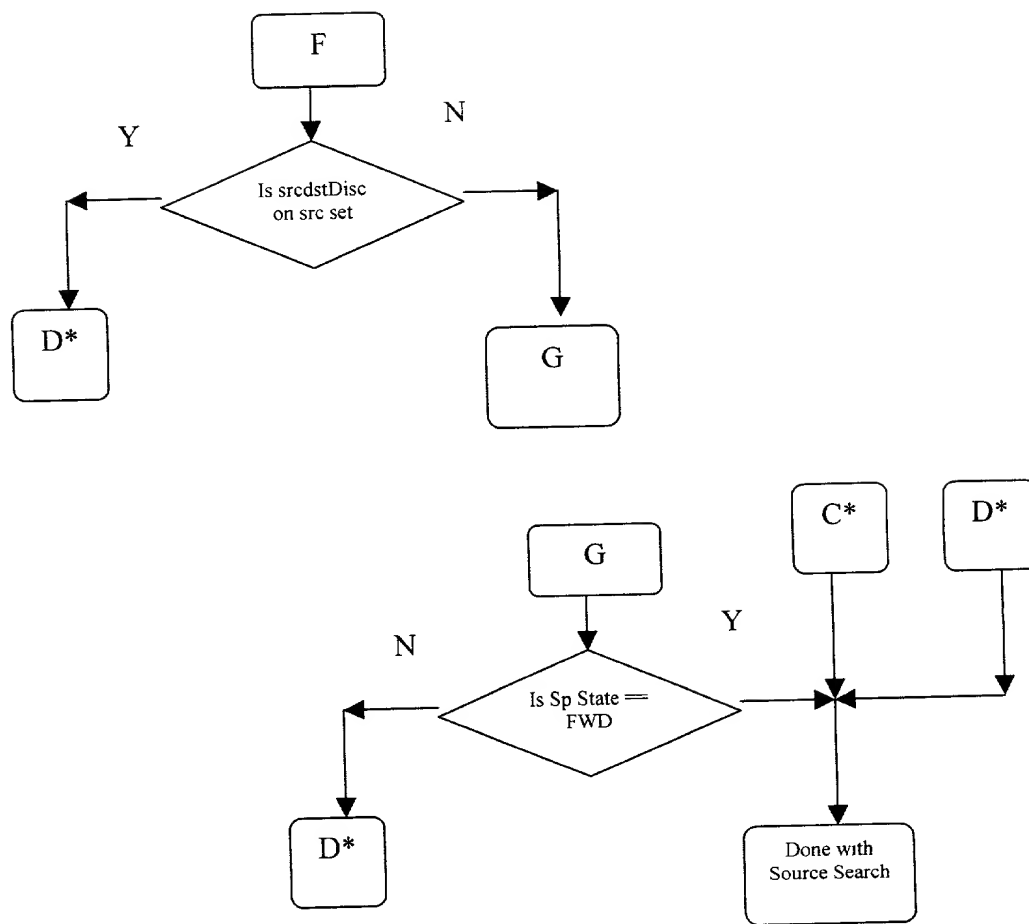 F
N
Y
Is srcdstDisc
on src set
D*
G
C*
D*
G
Y
N
Is Sp State ==
FWD
D*
Done with
Source Search